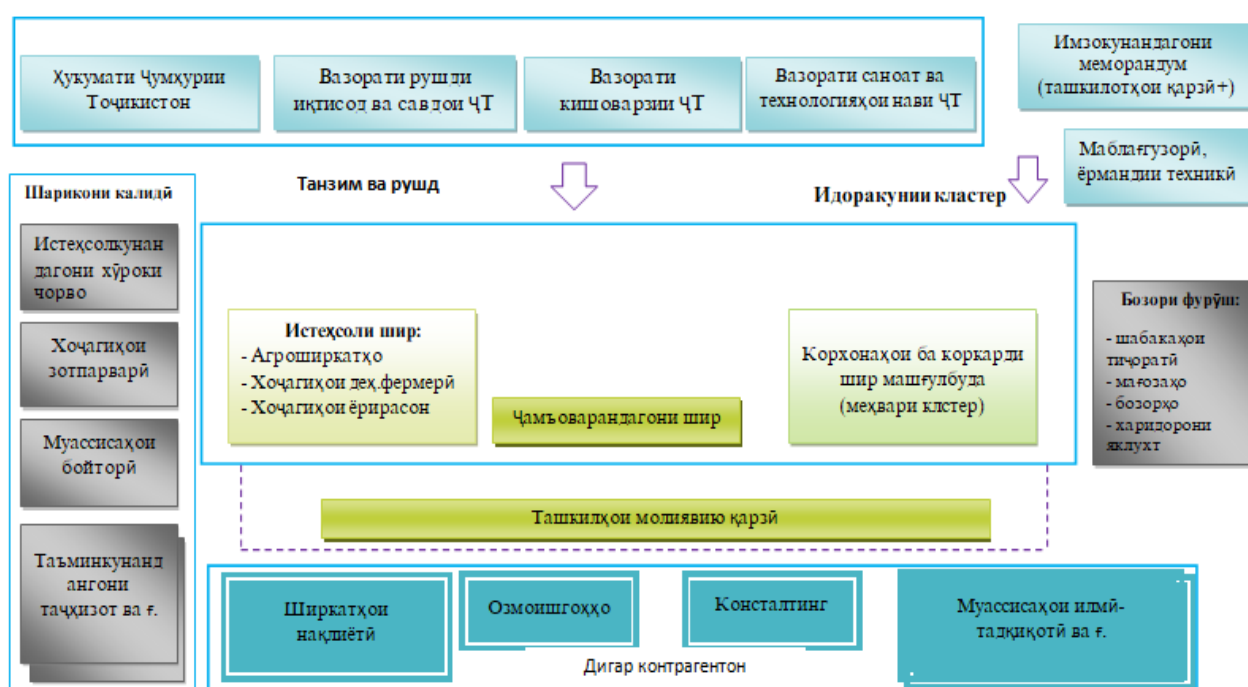 Ҳукумати Ҷумҳурии
Тоҷикистон
Вазорати рушди
иқтисод ва савдои ҶТ
Вазорати
кишоварзии ҶТ
Вазорати саноат ва
технологияҳои нави ҶТ
Имзокунандагони
меморандум
(ташкилотҳои қарзӣ+)
Маблағгузорӣ,
ёрмандии техникӣ
Танзим ва рушд
Идоракунии кластер
Шарикони калидӣ
Истеҳсолкунан
дагони хӯроки
чорво
Хоҷагиҳои
зотпарварӣ
Муассисаҳои
бойторӣ
Таъминкунанд
ангони
таҷҳизот ва ғ.
Истеҳсоли шир:
- Агроширкатҳо
- Хоҷагиҳои деҳ.фермерӣ
- Хоҷагиҳои ёрирасон
Ҷамъоварандагони шир
Корхонаҳои ба коркарди
шир машғулбуда
(меҳвари клстер)
Бозори фурӯш:
- шабакаҳои
тиҷоратӣ
- мағозаҳо
- бозорҳо
- харидорони
яклухт
Ташкилҳои молиявию қарзӣ
Ширкатҳои
нақлиётӣ
Озмоишгоҳҳо
Консталтинг
Муассисаҳои илмӣ-
тадқиқотӣ ва ғ.
Дигар контрагентон